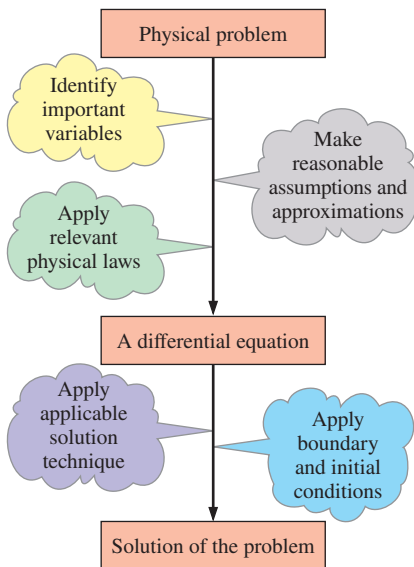 Physical problem
Identify
important
variables
Make
reasonable
assumptions and
approximations
Apply
relevant
physical laws
A differential equation
Apply
applicable
solution
technique
Apply
boundary
and initial
conditions
Solution of the problem